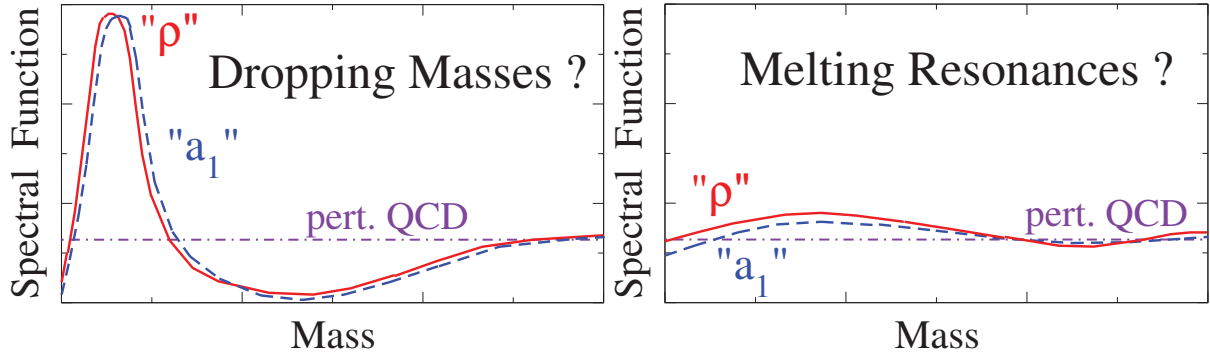 Spectral Function
"ρ"
Dropping Masses ?
"a₁"
pert. QCD
Mass
Spectral Function
Melting Resonances ?
"ρ"
pert. QCD
"a₁"
Mass